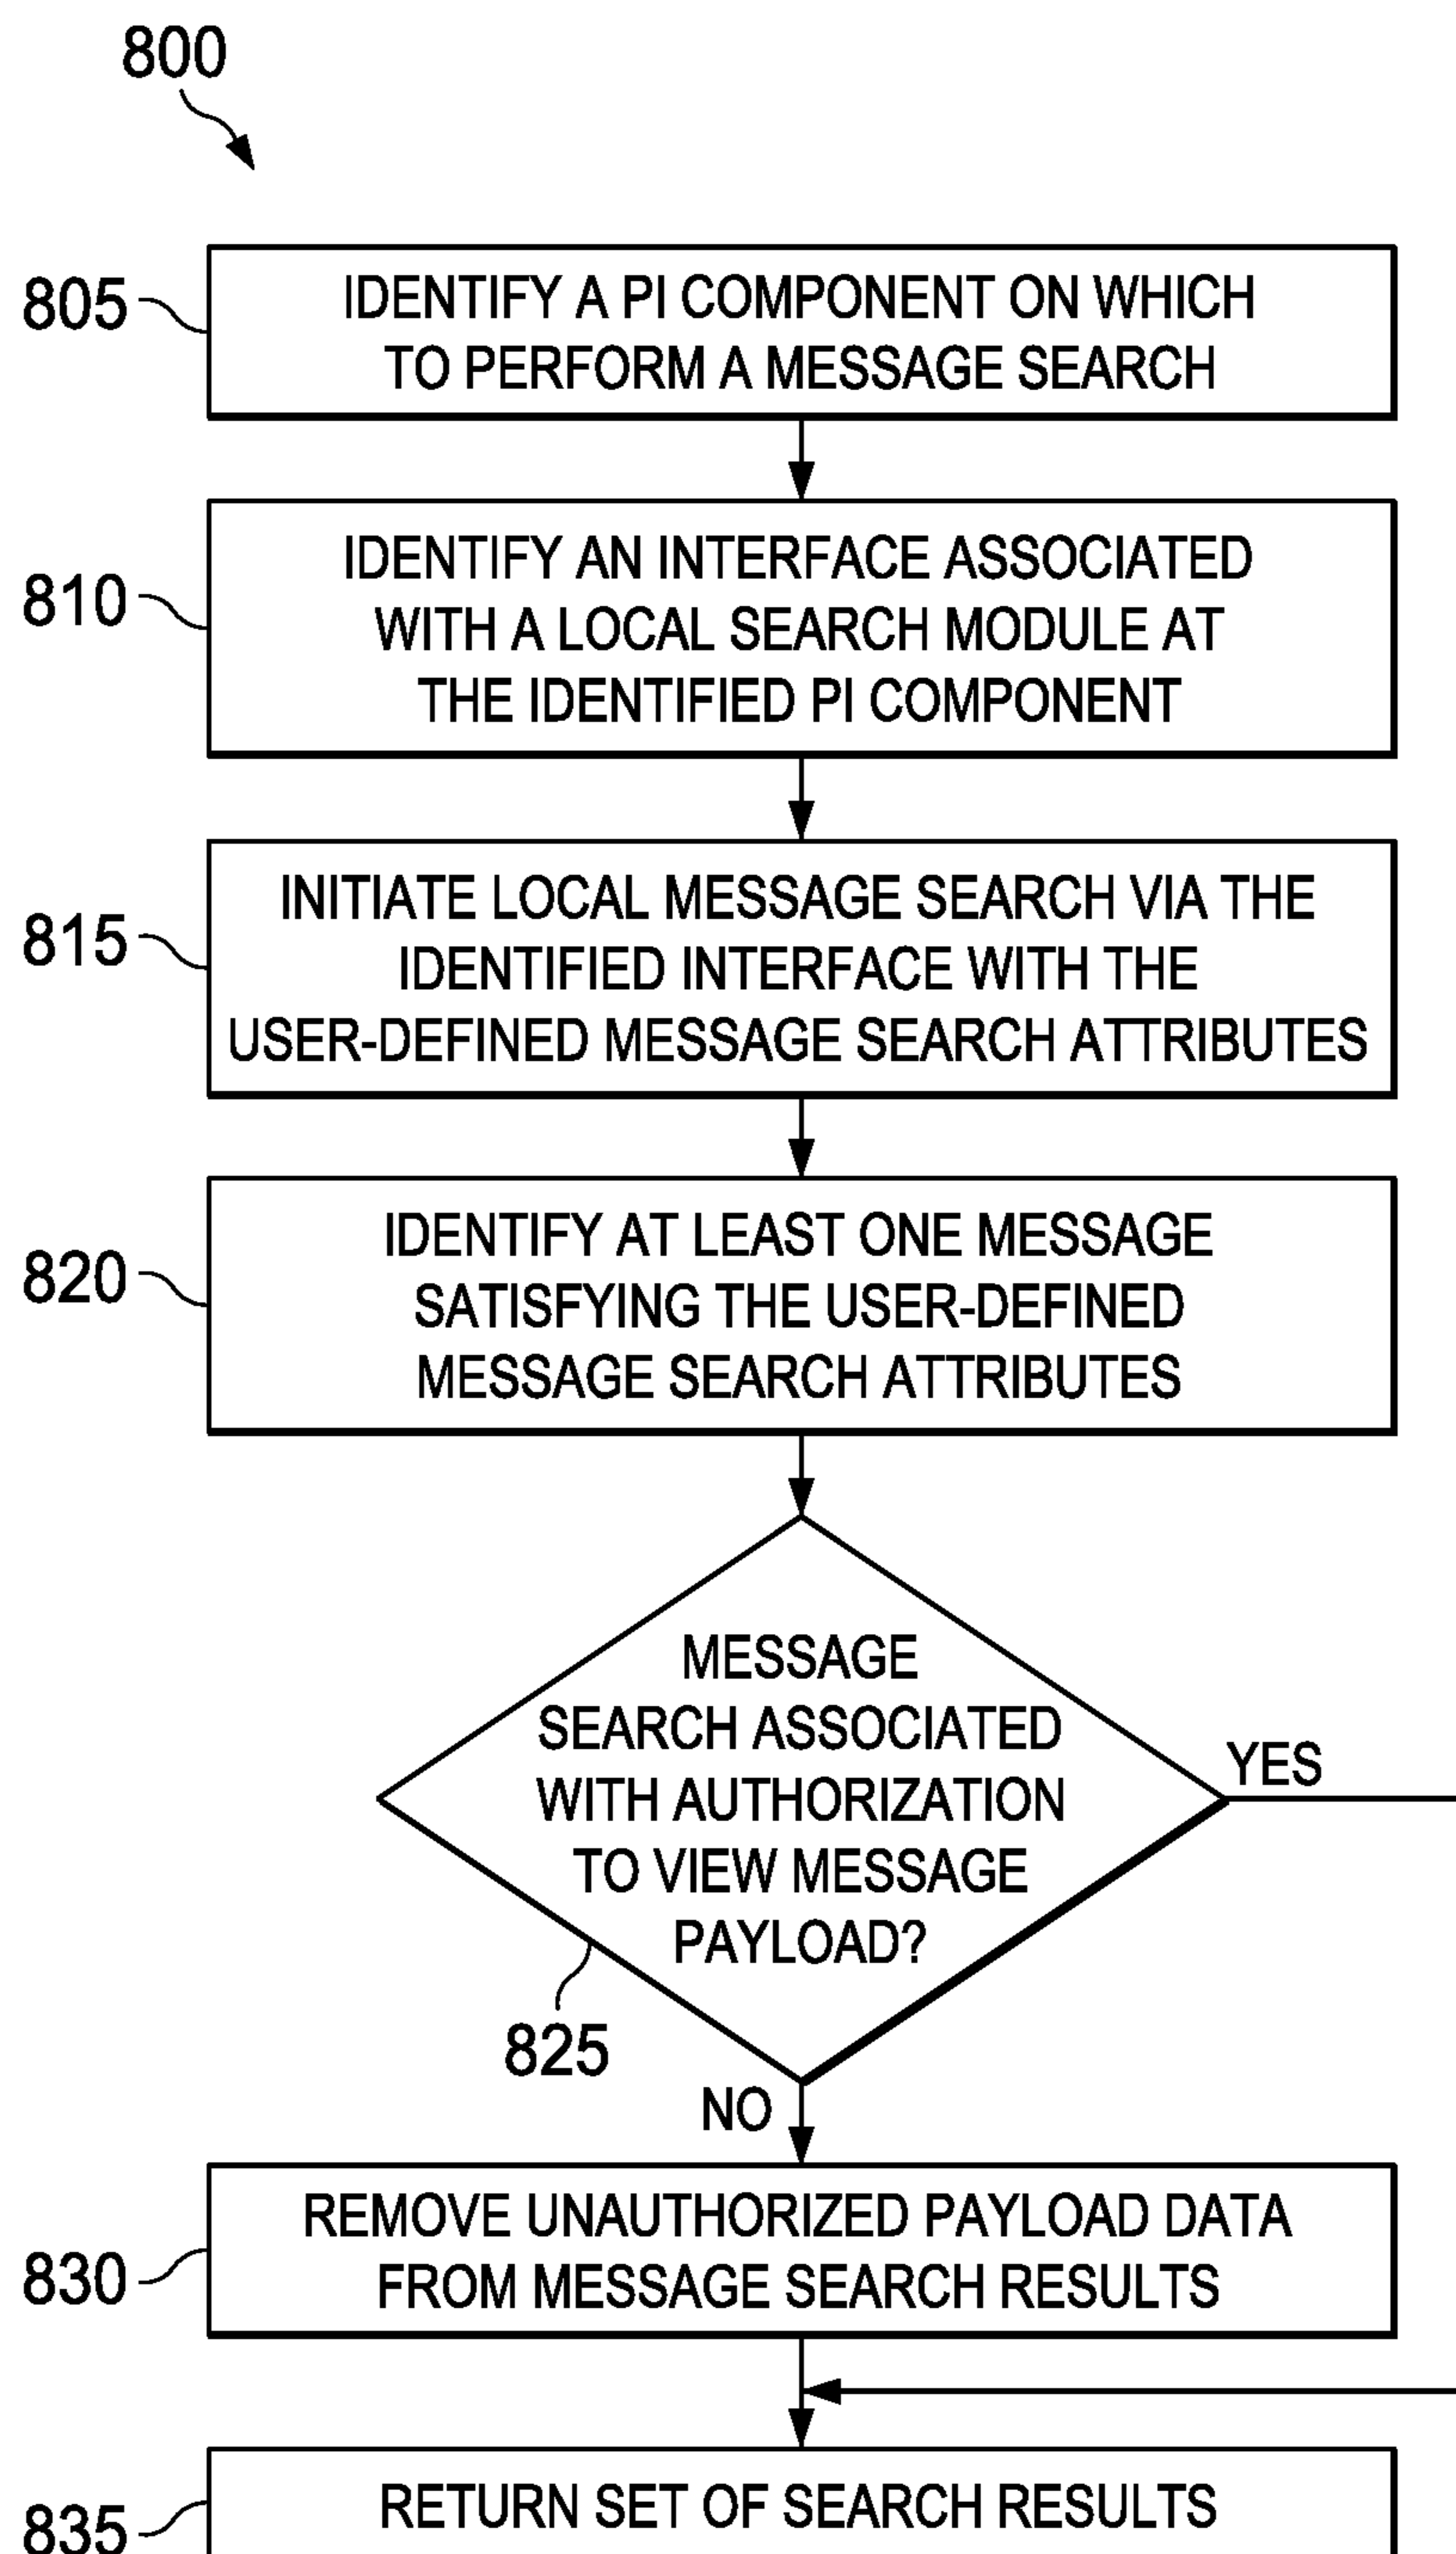 800
805
IDENTIFY A PI COMPONENT ON WHICH
TO PERFORM A MESSAGE SEARCH
810
IDENTIFY AN INTERFACE ASSOCIATED
WITH A LOCAL SEARCH MODULE AT
THE IDENTIFIED PI COMPONENT
815
INITIATE LOCAL MESSAGE SEARCH VIA THE
IDENTIFIED INTERFACE WITH THE
USER-DEFINED MESSAGE SEARCH ATTRIBUTES
820
IDENTIFY AT LEAST ONE MESSAGE
SATISFYING THE USER-DEFINED
MESSAGE SEARCH ATTRIBUTES
MESSAGE
SEARCH ASSOCIATED
WITH AUTHORIZATION
TO VIEW MESSAGE
PAYLOAD?
YES
825
NO
830
REMOVE UNAUTHORIZED PAYLOAD DATA
FROM MESSAGE SEARCH RESULTS
835
RETURN SET OF SEARCH RESULTS